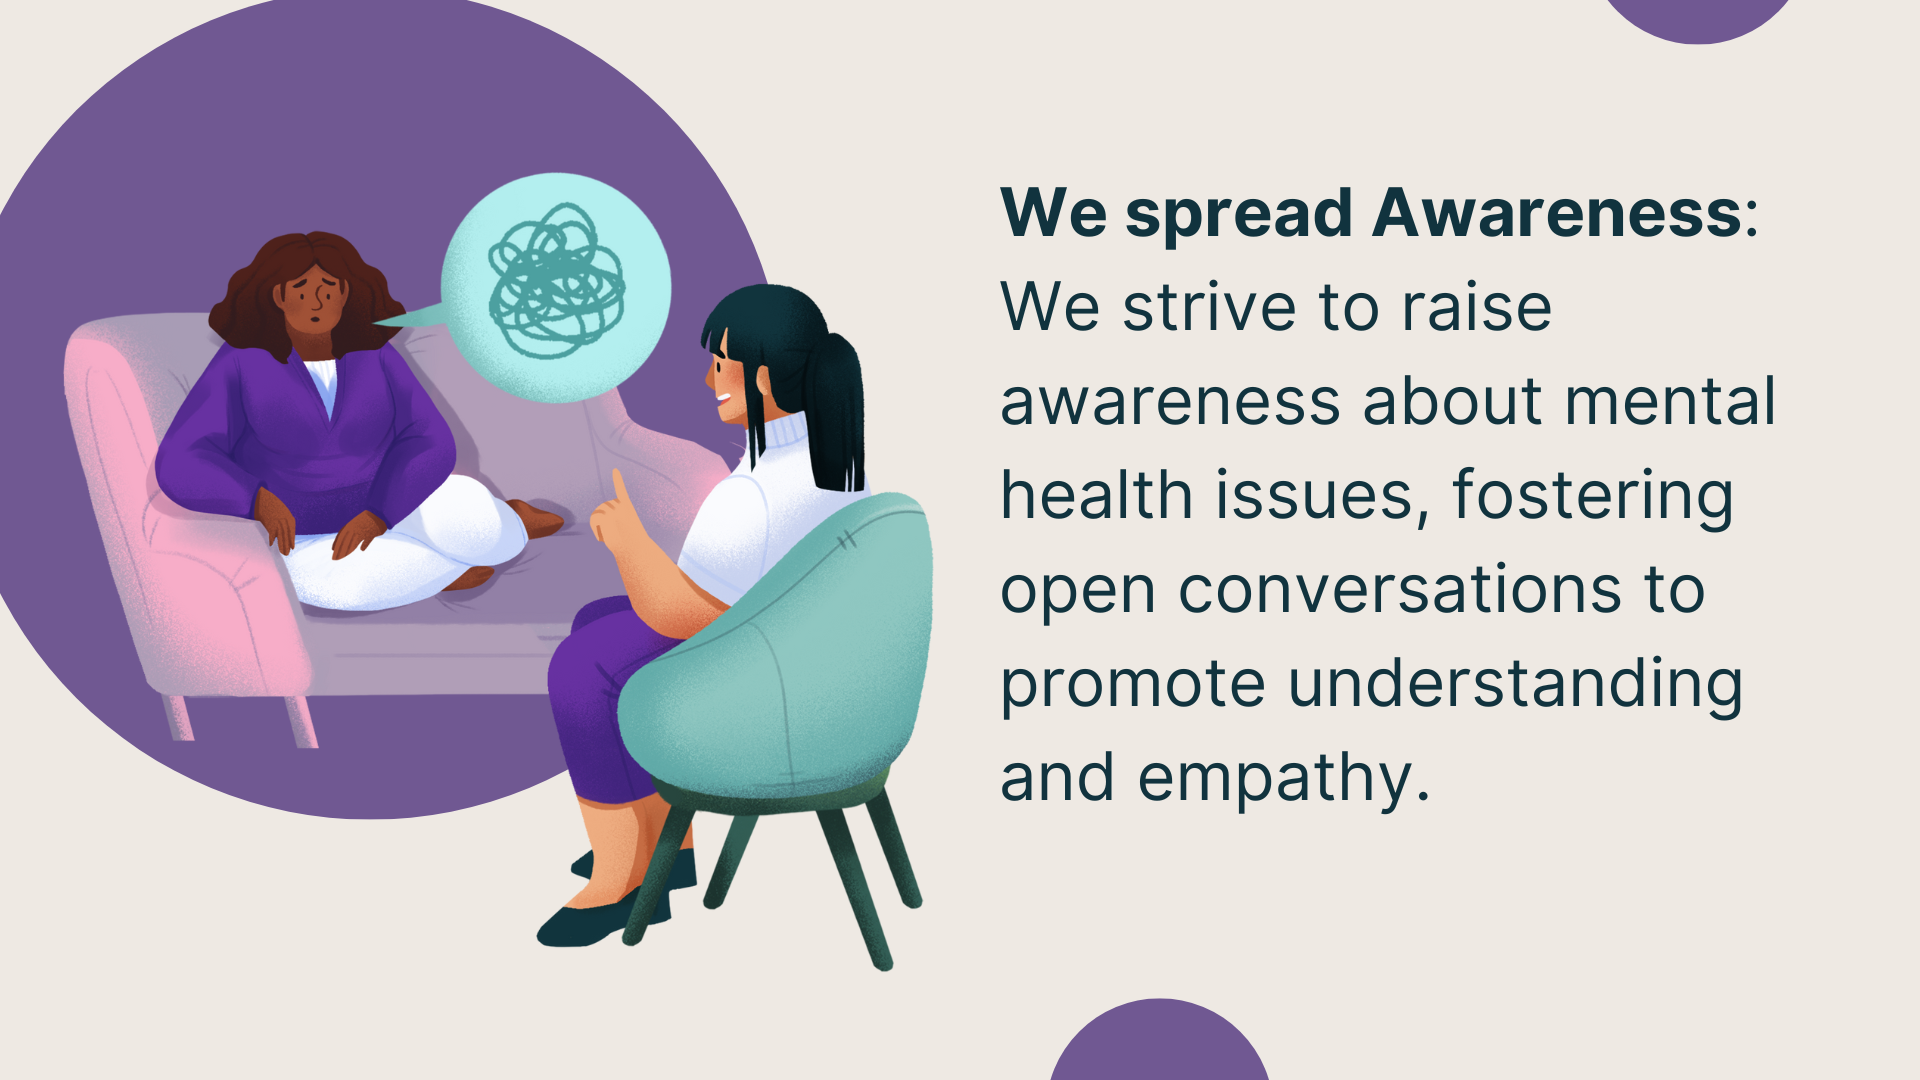 We spread Awareness:
We strive to raise
awareness about mental
health issues, fostering
open conversations to
promote understanding
and empathy.